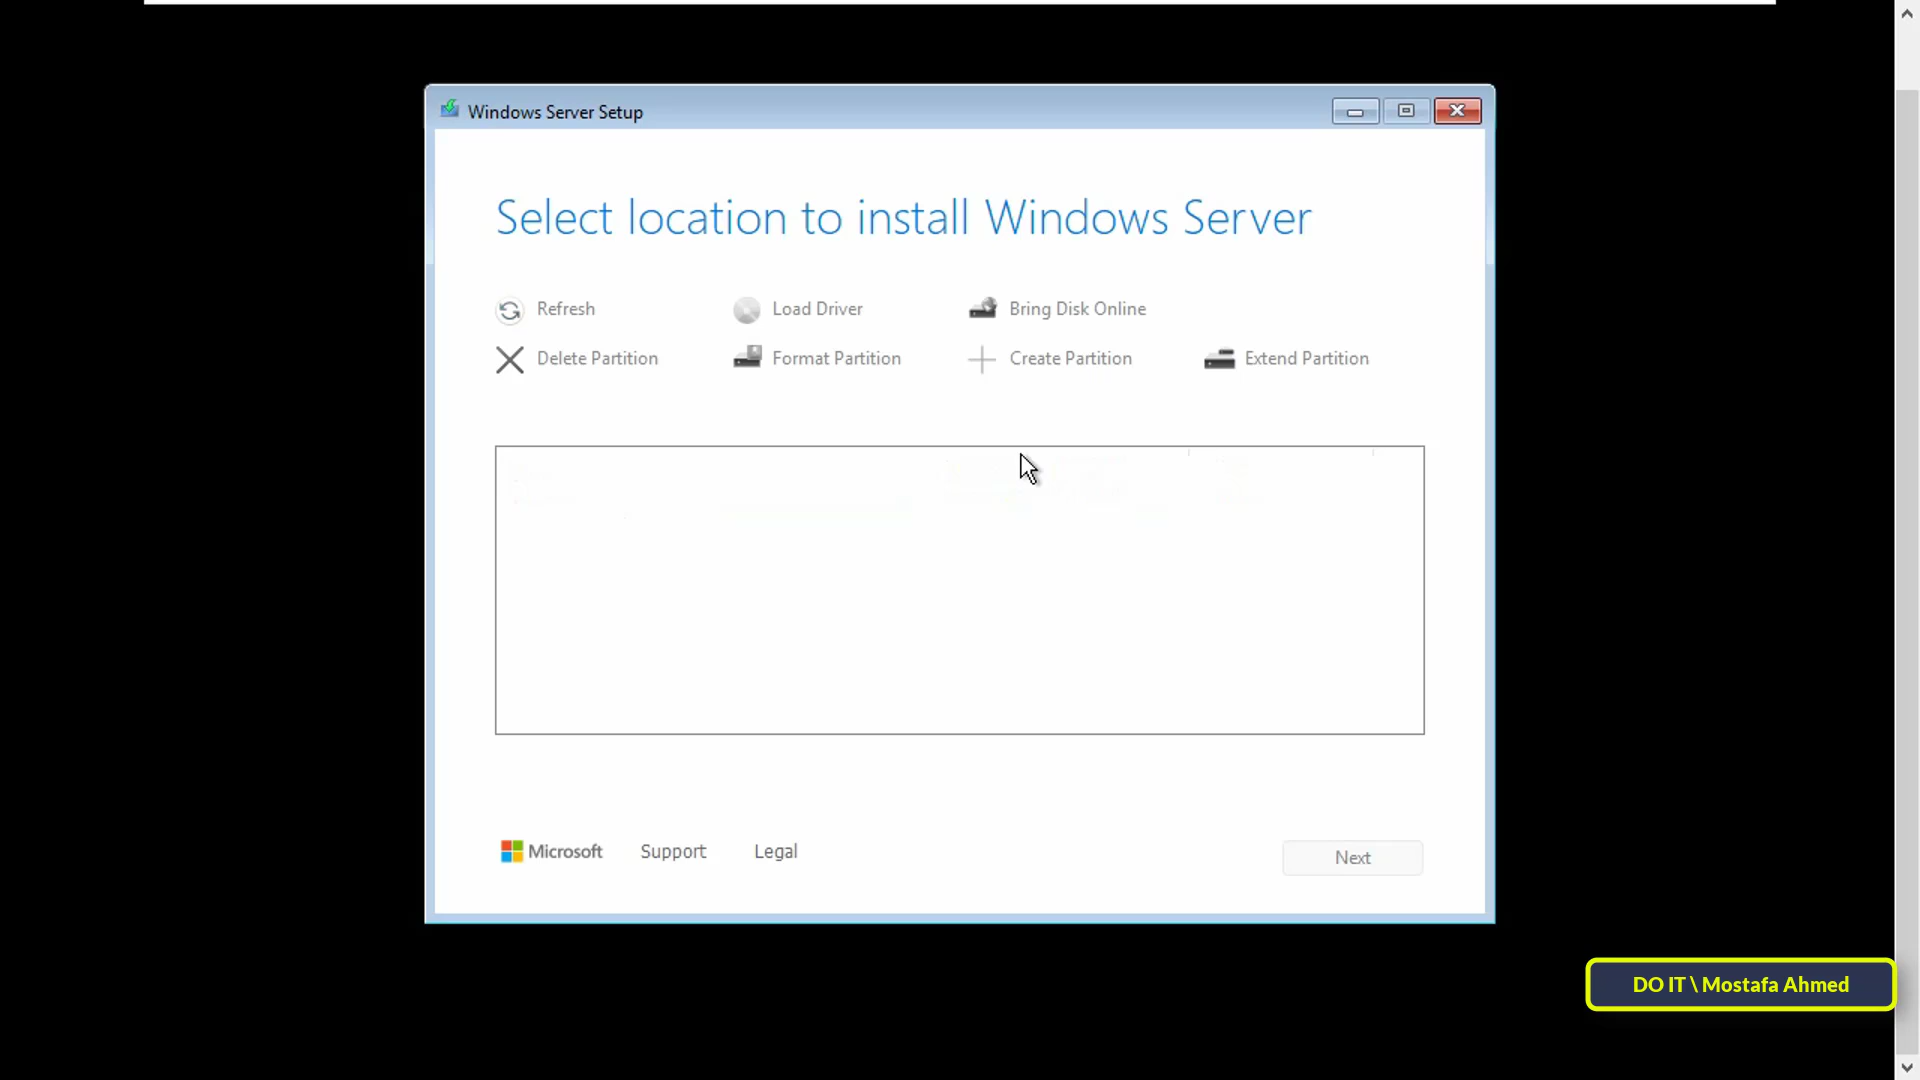 Windows Server Setup
Select location to install Windows Server
Refresh
Load Driver
Bring Disk Online
Delete Partition
Format Partition
Create Partition
Extend Partition
Microsoft
Support
Legal
Next
DO IT \ Mostafa Ahmed